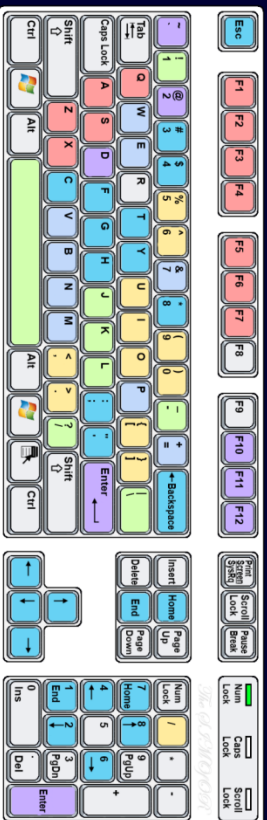 Esc F1 F2 F3 F4 F5 F6 F7 F8 F9 F10 F11 F12 Print Screen SysRq Scroll Lock Pause Break Num Lock Caps Lock Scroll Lock
~ ! 1 @ 2 # 3 $ 4 % 5 ^ 6 & 7 * 8 ( 9 ) 0 _ - + = ←Backspace Insert Home Page Up Num Lock / * -
Tab Q W E R T Y U I O P { [ } ] | \ Delete End Page Down 7 Home 8 ↑ 9 PgUp +
Caps Lock A S D F G H J K L : ; " ' Enter 4 ← 5 6 →
Shift Z X C V B N M < , > . ? / Shift ↑ 1 End 2 ↓ 3 PgDn Enter
Ctrl Alt Alt Ctrl ← ↓ → 0 Ins . Del